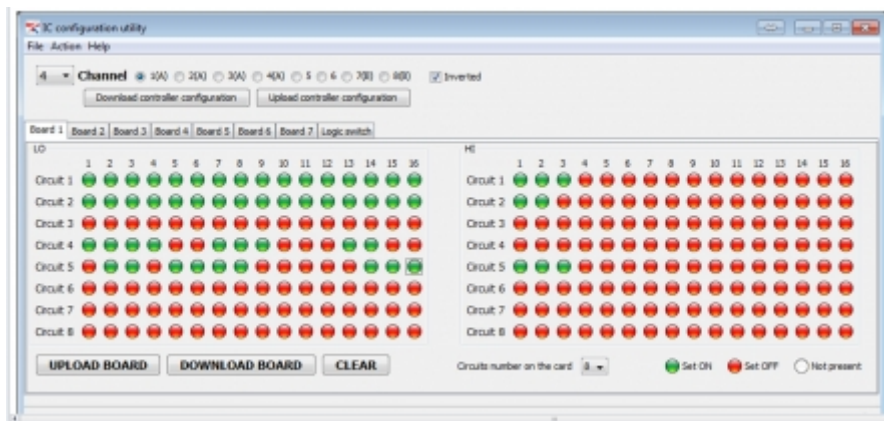 IC configuration utility
File Action Help
4 Channel 1(A) 2(A) 3(A) 4(A) 5 6 7(B) 8(B) Inverted
Download controller configuration Upload controller configuration
Board 1 Board 2 Board 3 Board 4 Board 5 Board 6 Board 7 Logic switch
LO HI
1 2 3 4 5 6 7 8 9 10 11 12 13 14 15 16 1 2 3 4 5 6 7 8 9 10 11 12 13 14 15 16
Circuit 1 Circuit 1
Circuit 2 Circuit 2
Circuit 3 Circuit 3
Circuit 4 Circuit 4
Circuit 5 Circuit 5
Circuit 6 Circuit 6
Circuit 7 Circuit 7
Circuit 8 Circuit 8
UPLOAD BOARD DOWNLOAD BOARD CLEAR Circuits number on the card 8 Set ON Set OFF Not present